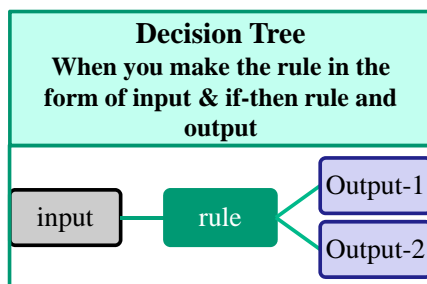 Decision Tree
When you make the rule in the
form of input & if-then rule and
output
input
rule
Output-1
Output-2